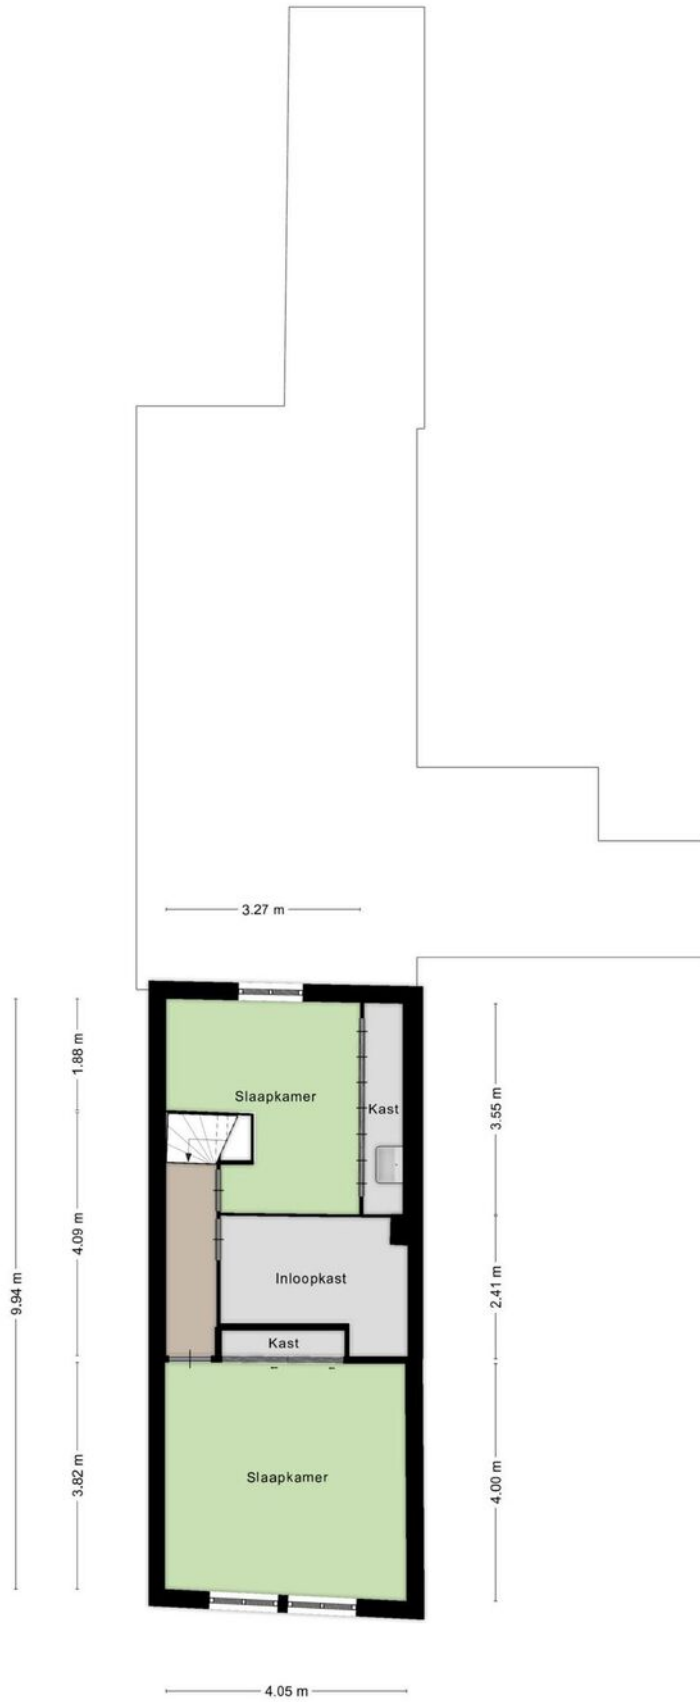 3.27 m
1.88 m
Slaapkamer
Kast
3.55 m
4.09 m
9.94 m
Inloopkast
2.41 m
Kast
3.82 m
Slaapkamer
4.00 m
4.05 m